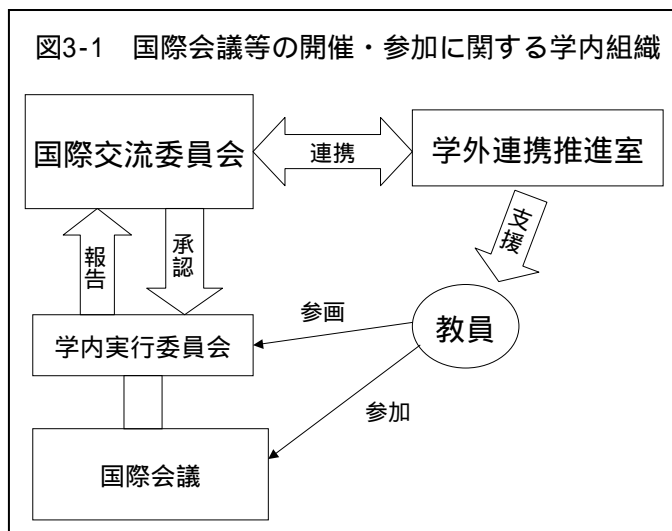 図3-1　国際会議等の開催・参加に関する学内組織
国際交流委員会
連携
学外連携推進室
報告
承認
支援
学内実行委員会
参画
教員
参加
国際会議